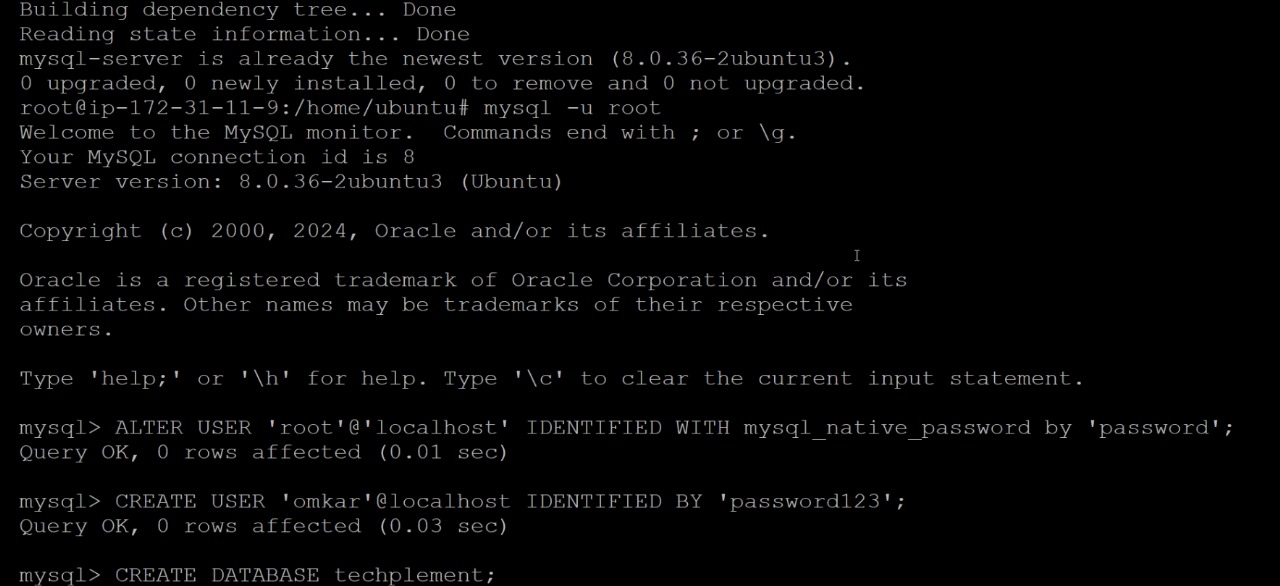 Building dependency tree... Done
Reading state information... Done
mysql-server is already the newest version (8.0.36-2ubuntu3).
0 upgraded, 0 newly installed, 0 to remove and 0 not upgraded.
root@ip-172-31-11-9:/home/ubuntu# mysql -u root
Welcome to the MySQL monitor.  Commands end with ; or \g.
Your MySQL connection id is 8
Server version: 8.0.36-2ubuntu3 (Ubuntu)
Copyright (c) 2000, 2024, Oracle and/or its affiliates.
Oracle is a registered trademark of Oracle Corporation and/or its
affiliates. Other names may be trademarks of their respective
owners.
Type 'help;' or '\h' for help. Type '\c' to clear the current input statement.
mysql> ALTER USER 'root'@'localhost' IDENTIFIED WITH mysql_native_password by 'password';
Query OK, 0 rows affected (0.01 sec)
mysql> CREATE USER 'omkar'@localhost IDENTIFIED BY 'password123';
Query OK, 0 rows affected (0.03 sec)
mysql> CREATE DATABASE techplement;